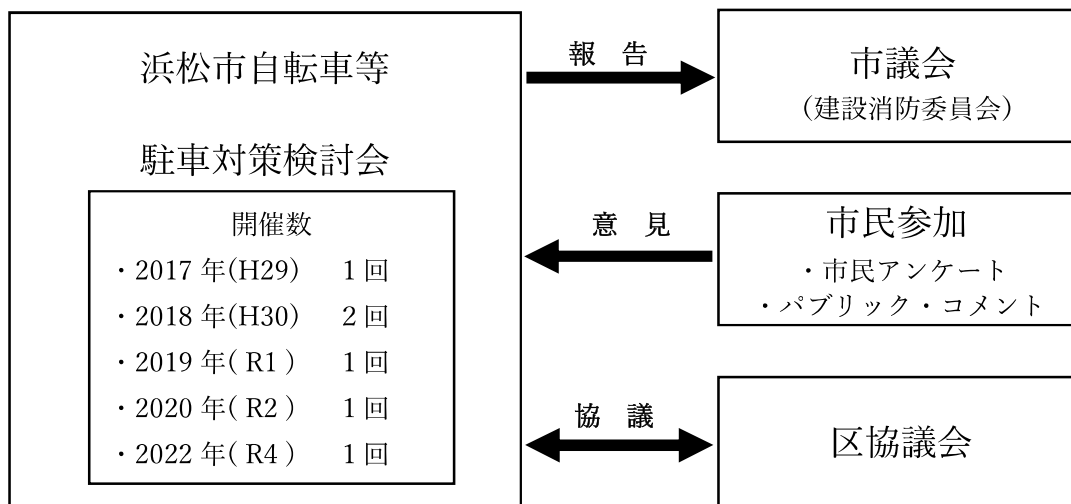 浜松市自転車等
駐車対策検討会
開催数
・2017 年(H29) 1 回
・2018 年(H30) 2 回
・2019 年( R1 ) 1 回
・2020 年( R2 ) 1 回
・2022 年( R4 ) 1 回
報 告
市議会
（建設消防委員会）
意 見
市民参加
・市民アンケート
・パブリック・コメント
協 議
区協議会